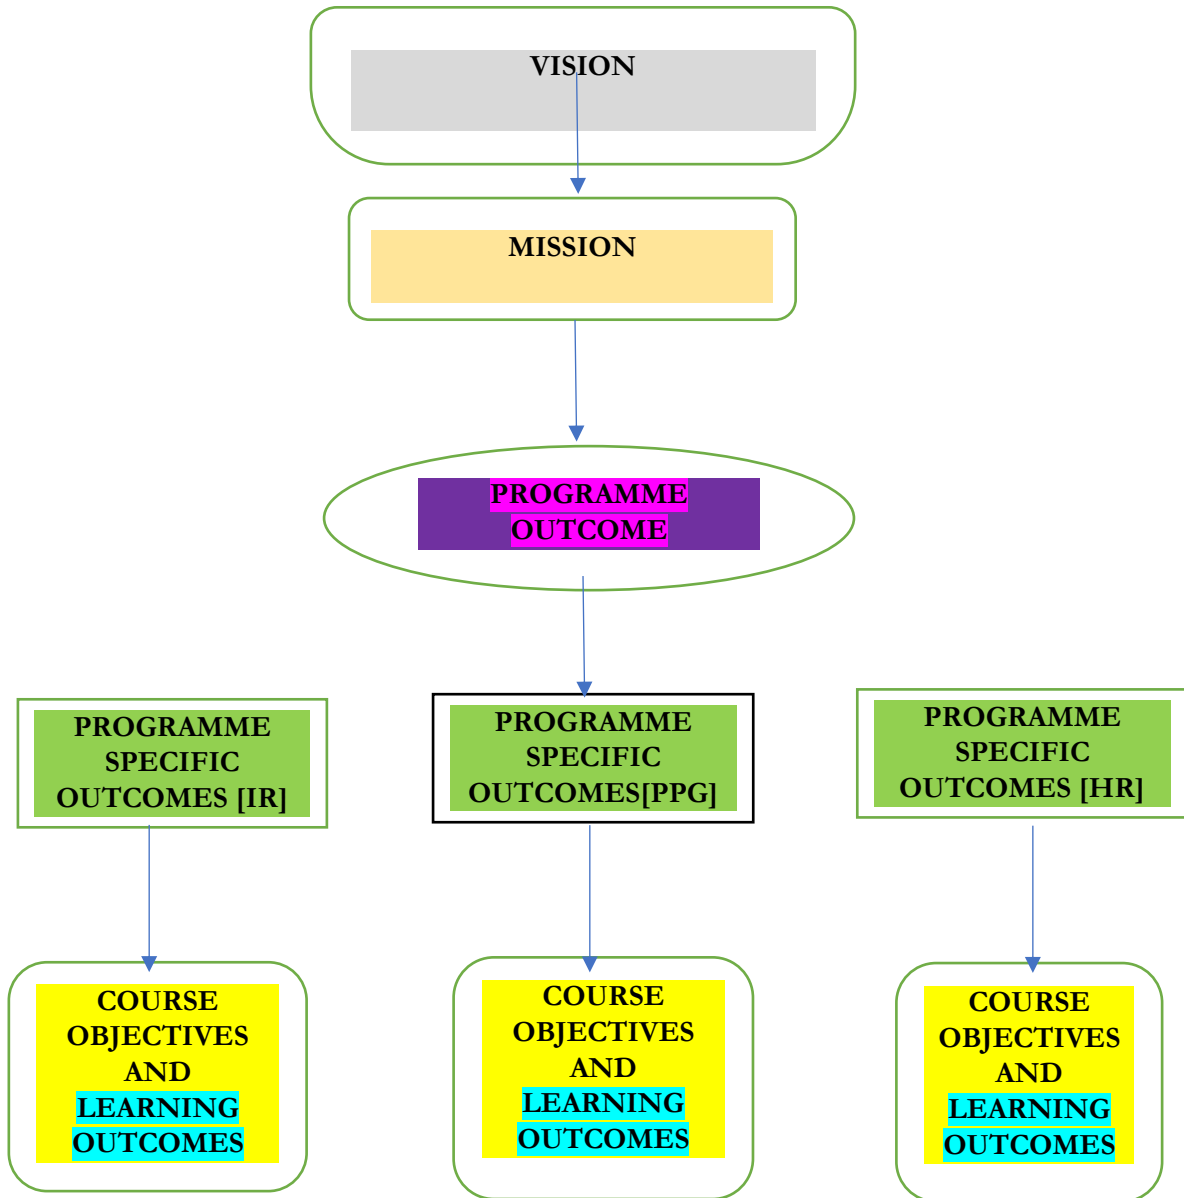 VISION
MISSION
PROGRAMME
OUTCOME
PROGRAMME
SPECIFIC
OUTCOMES [IR]
PROGRAMME
SPECIFIC
OUTCOMES[PPG]
PROGRAMME
SPECIFIC
OUTCOMES [HR]
COURSE
OBJECTIVES
AND
LEARNING
OUTCOMES
COURSE
OBJECTIVES
AND
LEARNING
OUTCOMES
COURSE
OBJECTIVES
AND
LEARNING
OUTCOMES